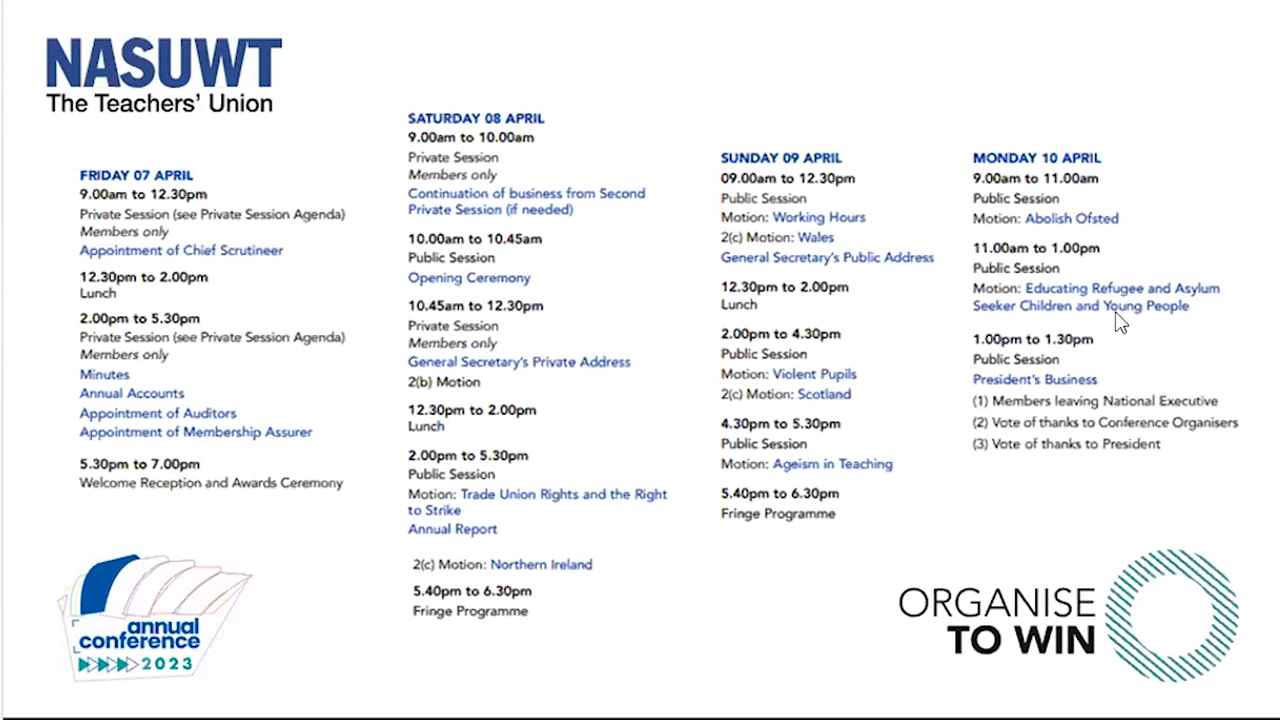 NASUWT
The Teachers' Union
FRIDAY 07 APRIL
9.00am to 12.30pm
Private Session (see Private Session Agenda)
Members only
Appointment of Chief Scrutineer
12.30pm to 2.00pm
Lunch
2.00pm to 5.30pm
Private Session (see Private Session Agenda)
Members only
Minutes
Annual Accounts
Appointment of Auditors
Appointment of Membership Assurer
5.30pm to 7.00pm
Welcome Reception and Awards Ceremony
SATURDAY 08 APRIL
9.00am to 10.00am
Private Session
Members only
Continuation of business from Second
Private Session (if needed)
10.00am to 10.45am
Public Session
Opening Ceremony
10.45am to 12.30pm
Private Session
Members only
General Secretary's Private Address
2(b) Motion
12.30pm to 2.00pm
Lunch
2.00pm to 5.30pm
Public Session
Motion: Trade Union Rights and the Right
to Strike
Annual Report
2(c) Motion: Northern Ireland
5.40pm to 6.30pm
Fringe Programme
SUNDAY 09 APRIL
09.00am to 12.30pm
Public Session
Motion: Working Hours
2(c) Motion: Wales
General Secretary's Public Address
12.30pm to 2.00pm
Lunch
2.00pm to 4.30pm
Public Session
Motion: Violent Pupils
2(c) Motion: Scotland
4.30pm to 5.30pm
Public Session
Motion: Ageism in Teaching
5.40pm to 6.30pm
Fringe Programme
MONDAY 10 APRIL
9.00am to 11.00am
Public Session
Motion: Abolish Ofsted
11.00am to 1.00pm
Public Session
Motion: Educating Refugee and Asylum
Seeker Children and Young People
1.00pm to 1.30pm
Public Session
President's Business
(1) Members leaving National Executive
(2) Vote of thanks to Conference Organisers
(3) Vote of thanks to President
annual
conference
2023
ORGANISE
TO WIN